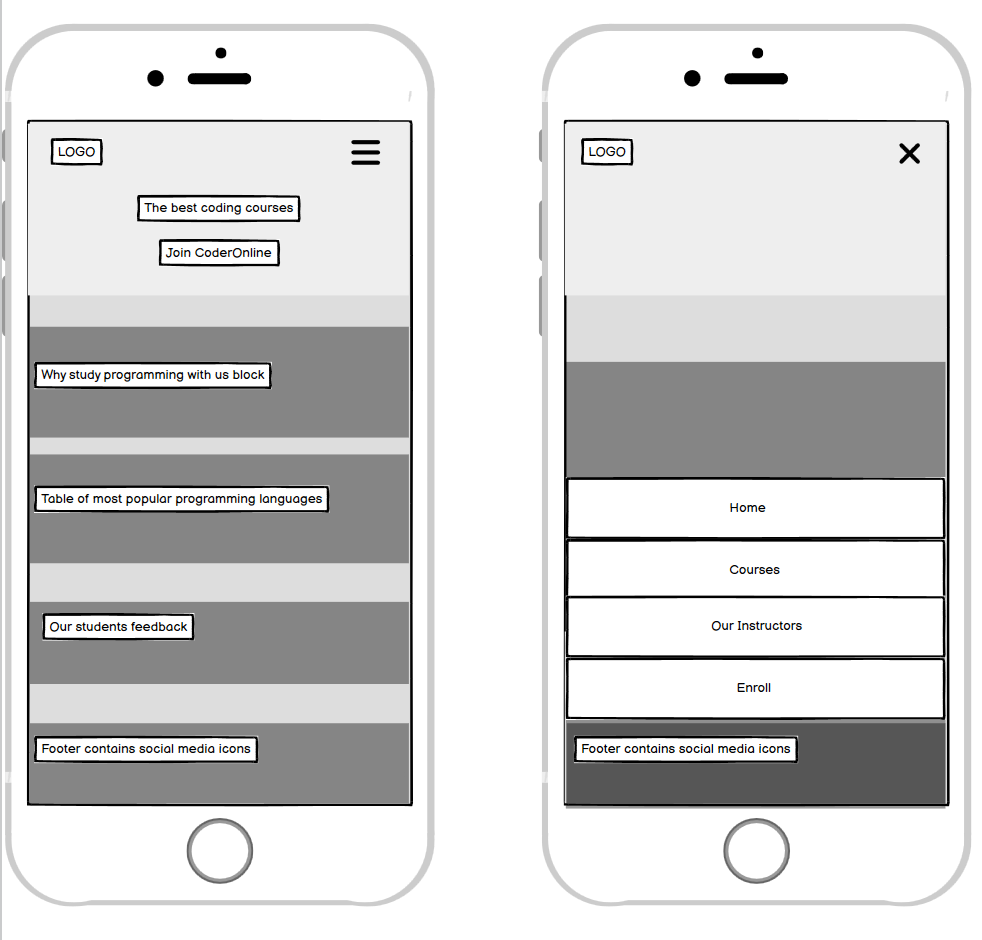 LOGO
The best coding courses
Join CoderOnline
Why study programming with us block
Table of most popular programming languages
Our students feedback
Footer contains social media icons
LOGO
Home
Courses
Our Instructors
Enroll
Footer contains social media icons